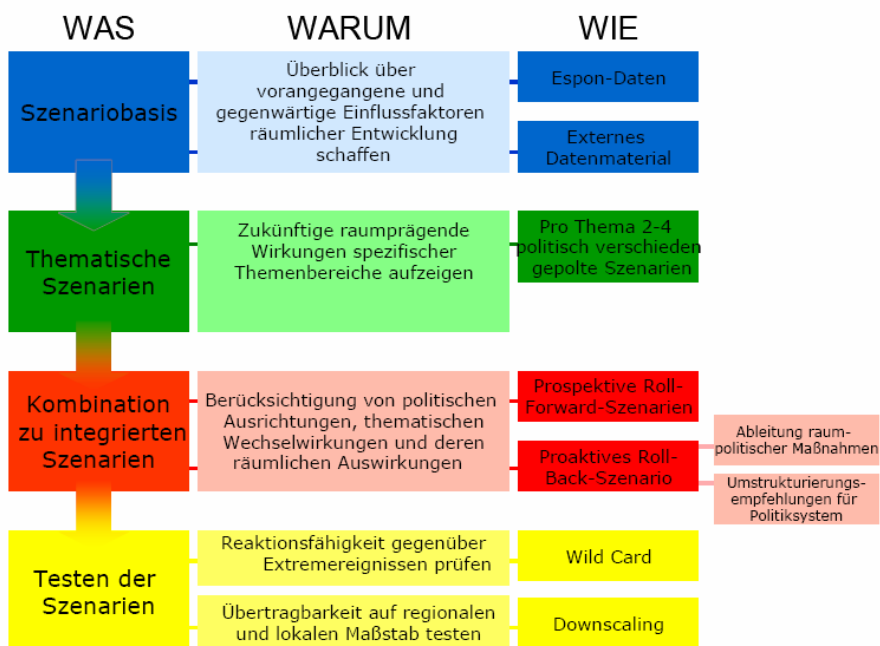 WAS
WARUM
WIE
Szenariobasis
Überblick über
vorangegangene und
gegenwärtige Einflussfaktoren
räumlicher Entwicklung
schaffen
Espon-Daten
Externes
Datenmaterial
Thematische
Szenarien
Zukünftige raumprägende
Wirkungen spezifischer
Themenbereiche aufzeigen
Pro Thema 2-4
politisch verschieden
gepolte Szenarien
Kombination
zu integrierten
Szenarien
Berücksichtigung von politischen
Ausrichtungen, thematischen
Wechselwirkungen und deren
räumlichen Auswirkungen
Prospektive Roll-
Forward-Szenarien
Proaktives Roll-
Back-Szenario
Ableitung raum-
politischer Maßnahmen
Umstrukturierungs-
empfehlungen für
Politiksystem
Testen der
Szenarien
Reaktionsfähigkeit gegenüber
Extremereignissen prüfen
Wild Card
Übertragbarkeit auf regionalen
und lokalen Maßstab testen
Downscaling